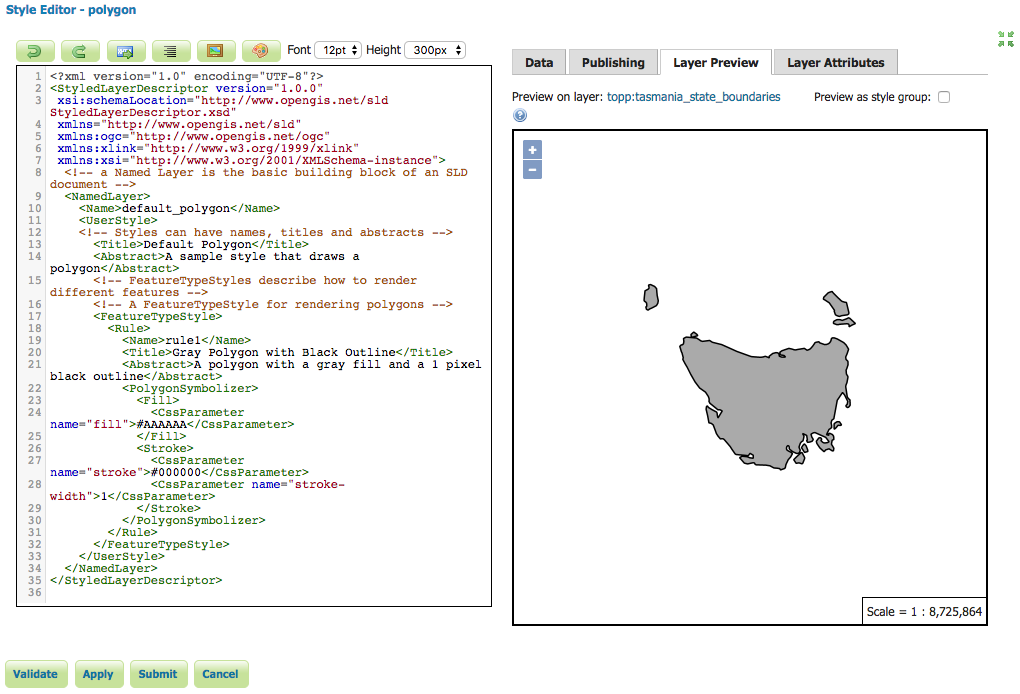 Style Editor - polygon
Font 12pt Height 300px
1 <?xml version="1.0" encoding="UTF-8"?>
2 <StyledLayerDescriptor version="1.0.0"
3 xsi:schemaLocation="http://www.opengis.net/sld
StyledLayerDescriptor.xsd"
4 xmlns="http://www.opengis.net/sld"
5 xmlns:ogc="http://www.opengis.net/ogc"
6 xmlns:xlink="http://www.w3.org/1999/xlink"
7 xmlns:xsi="http://www.w3.org/2001/XMLSchema-instance">
8 <!-- a Named Layer is the basic building block of an SLD
document -->
9 <NamedLayer>
10 <Name>default_polygon</Name>
11 <UserStyle>
12 <!-- Styles can have names, titles and abstracts -->
13 <Title>Default Polygon</Title>
14 <Abstract>A sample style that draws a
polygon</Abstract>
15 <!-- FeatureTypeStyles describe how to render
different features -->
16 <!-- A FeatureTypeStyle for rendering polygons -->
17 <FeatureTypeStyle>
18 <Rule>
19 <Name>rule1</Name>
20 <Title>Gray Polygon with Black Outline</Title>
21 <Abstract>A polygon with a gray fill and a 1 pixel
black outline</Abstract>
22 <PolygonSymbolizer>
23 <Fill>
24 <CssParameter
name="fill">#AAAAAA</CssParameter>
25 </Fill>
26 <Stroke>
27 <CssParameter
name="stroke">#000000</CssParameter>
28 <CssParameter name="stroke-
width">1</CssParameter>
29 </Stroke>
30 </PolygonSymbolizer>
31 </Rule>
32 </FeatureTypeStyle>
33 </UserStyle>
34 </NamedLayer>
35 </StyledLayerDescriptor>
36
Data Publishing Layer Preview Layer Attributes
Preview on layer: topp:tasmania_state_boundaries Preview as style group:
?
+
-
Scale = 1 : 8,725,864
Validate Apply Submit Cancel